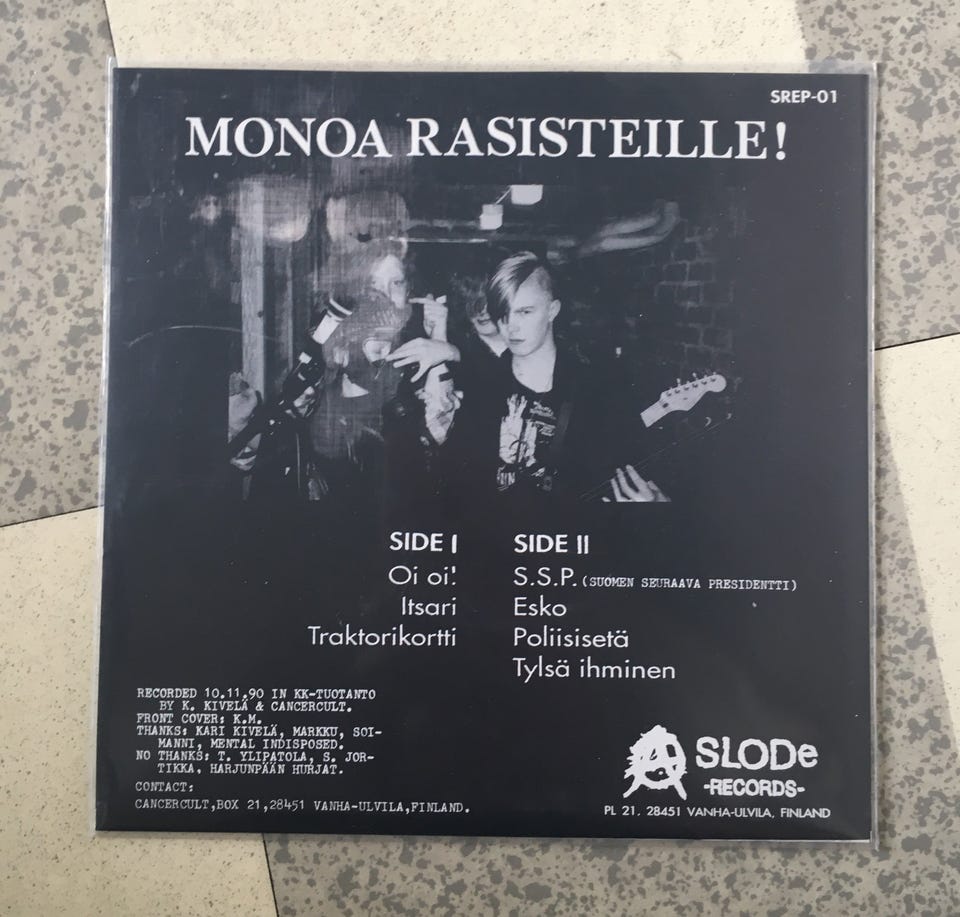 SREP-01
MONOA RASISTEILLE!
SIDE I
Oi oi!
Itsari
Traktorikortti
SIDE II
S.S.P. (SUOMEN SEURAAVA PRESIDENTTI)
Esko
Poliisisetä
Tylsä ihminen
RECORDED 10.11.90 IN KK-TUOTANTO
BY K. KIVELÄ & CANCERCULT.
FRONT COVER: K.M.
THANKS: KARI KIVELÄ, MARKKU, SOI-
MANNI, MENTAL INDISPOSED.
NO THANKS: T. YLIPATOLA, S. JOR-
TIKKA, HARJUNPÄÄN HURJAT.
CONTACT:
CANCERCULT,BOX 21,28451 VANHA-ULVILA,FINLAND.
SLODe
-RECORDS-
PL 21, 28451 VANHA-ULVILA, FINLAND